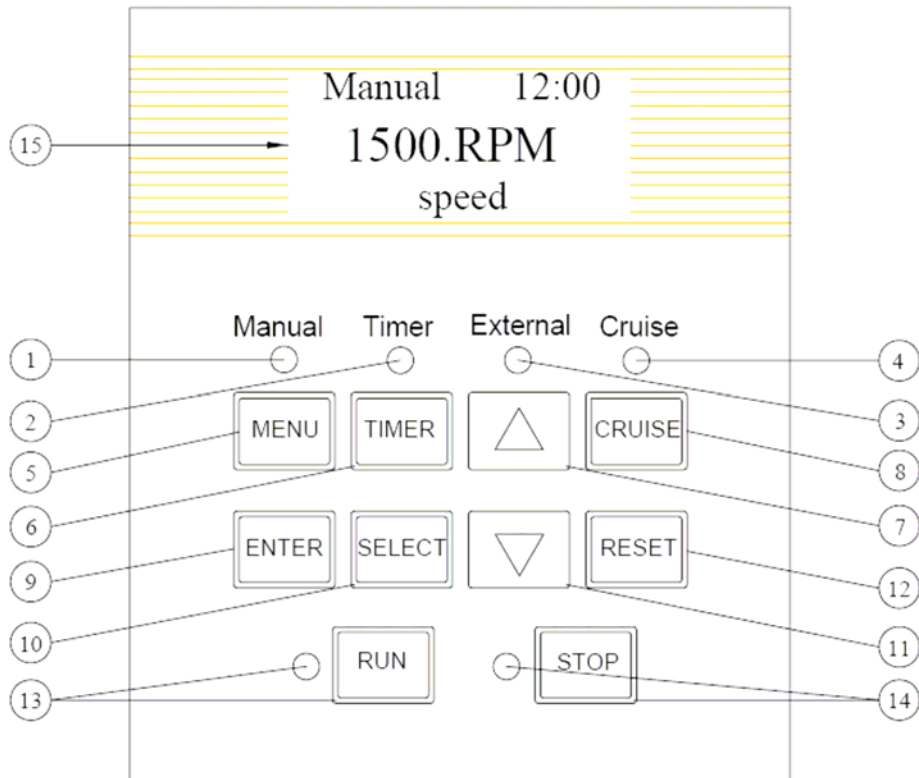 Manual 12:00
15
1500.RPM
speed
Manual Timer External Cruise
1 4
2 3
MENU TIMER CRUISE
5 8
6 7
ENTER SELECT RESET
9 12
10 11
RUN STOP
13 14